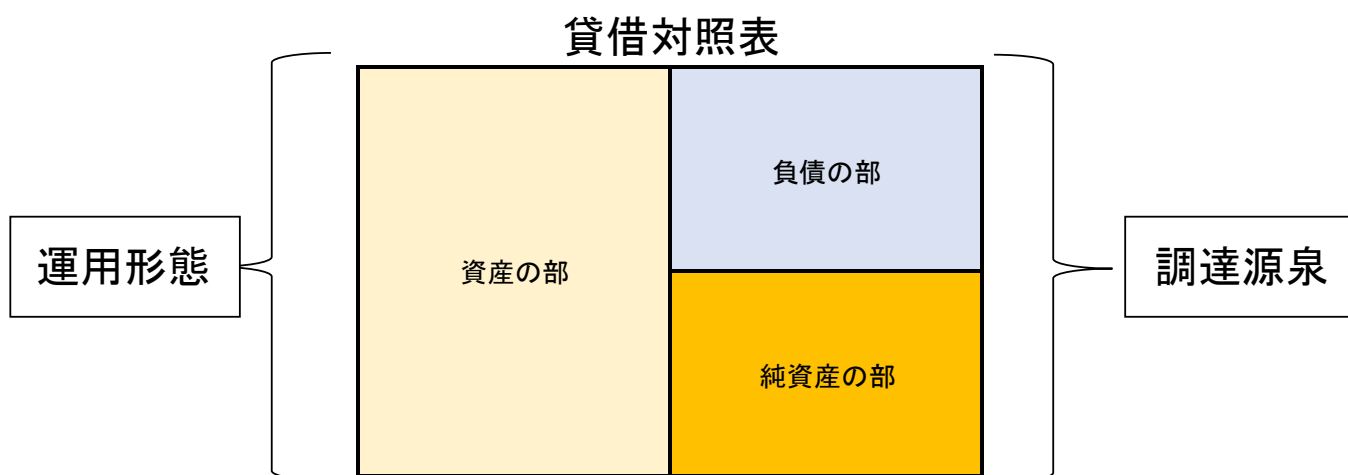 貸借対照表
運用形態
資産の部
負債の部
純資産の部
調達源泉